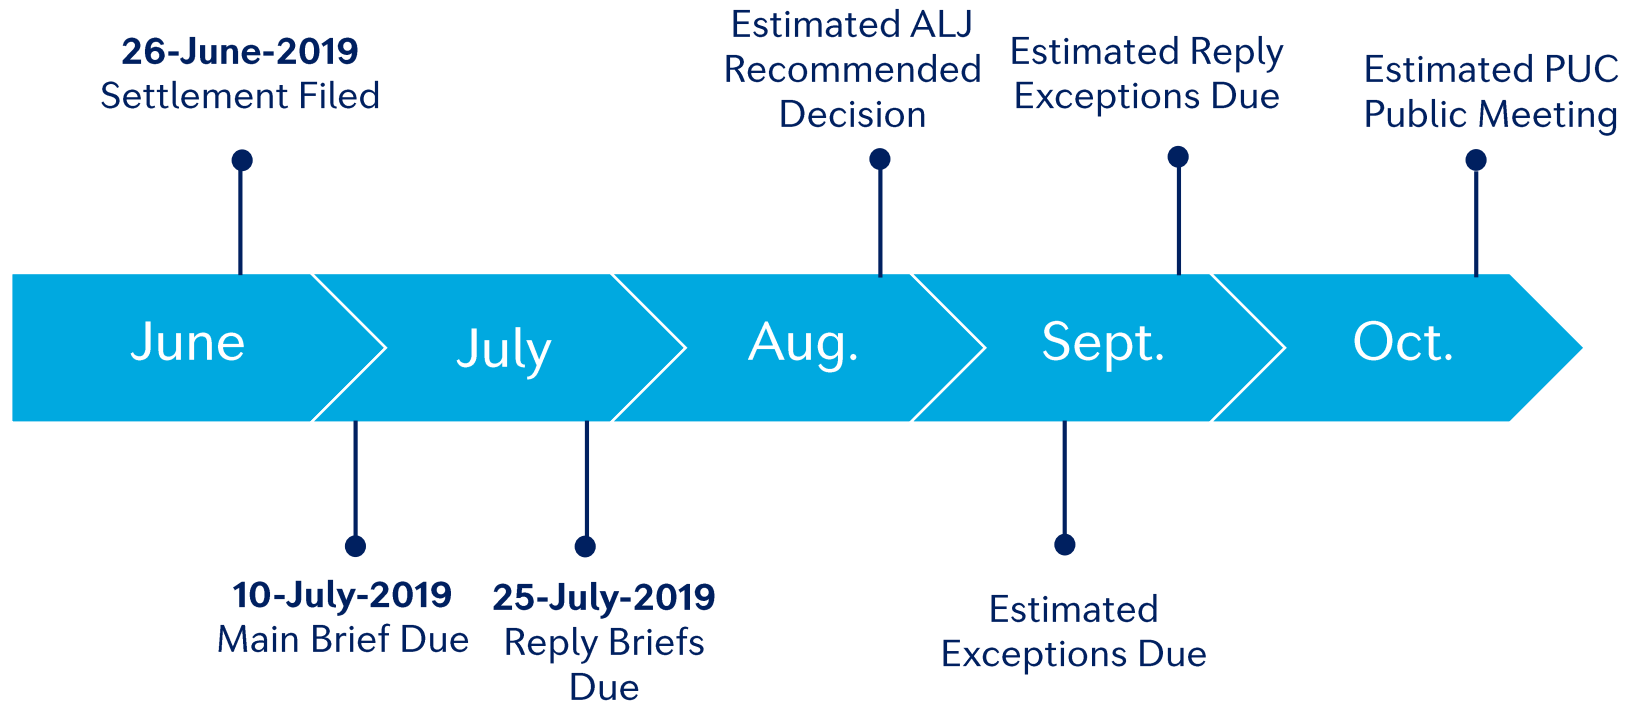 26-June-2019
Settlement Filed
Estimated ALJ
Recommended
Decision
Estimated Reply
Exceptions Due
Estimated PUC
Public Meeting
June
July
Aug.
Sept.
Oct.
10-July-2019
Main Brief Due
25-July-2019
Reply Briefs
Due
Estimated
Exceptions Due